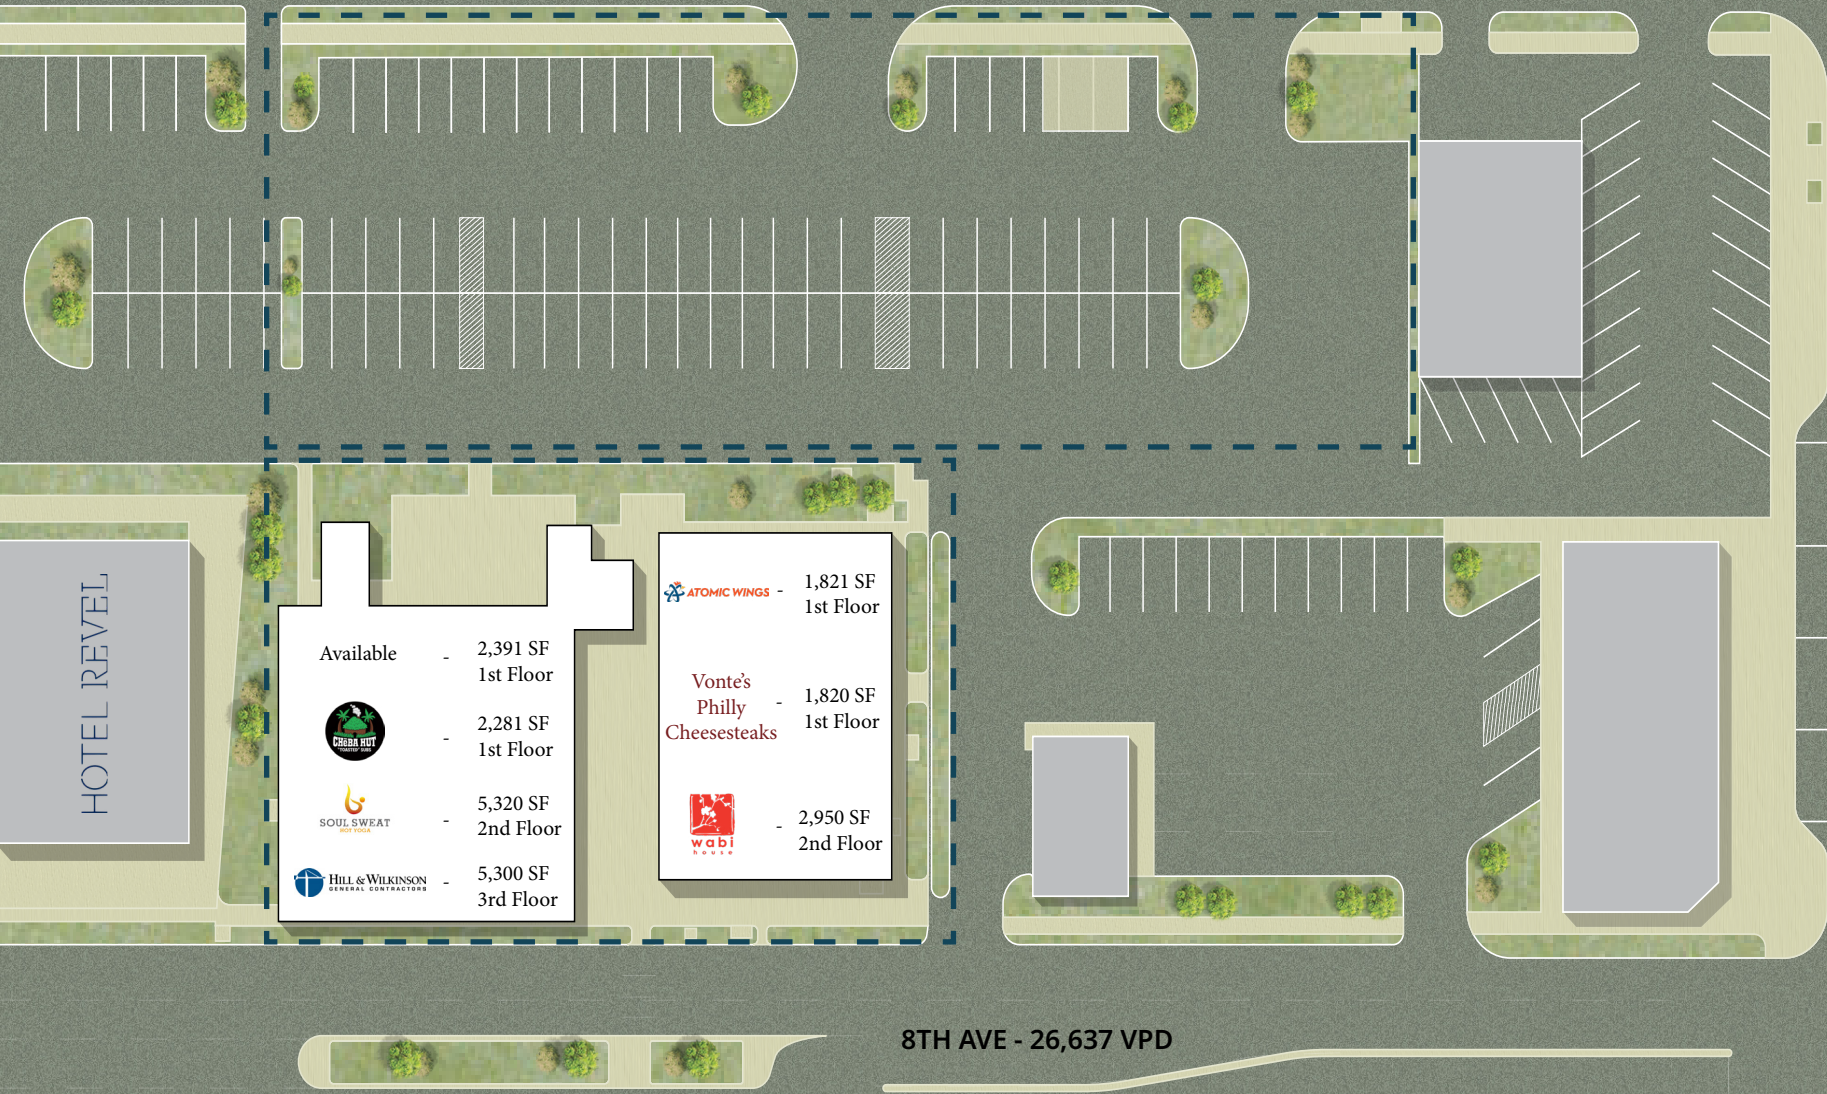 HOTEL REVEL
Available - 2,391 SF
1st Floor
CHEBA HUT
"TOASTED" SUBS
- 2,281 SF
1st Floor
SOUL SWEAT
HOT YOGA
- 5,320 SF
2nd Floor
HILL & WILKINSON
GENERAL CONTRACTORS
- 5,300 SF
3rd Floor
ATOMIC WINGS - 1,821 SF
1st Floor
Vonte's
Philly
Cheesesteaks
- 1,820 SF
1st Floor
wabi
house
- 2,950 SF
2nd Floor
8TH AVE - 26,637 VPD